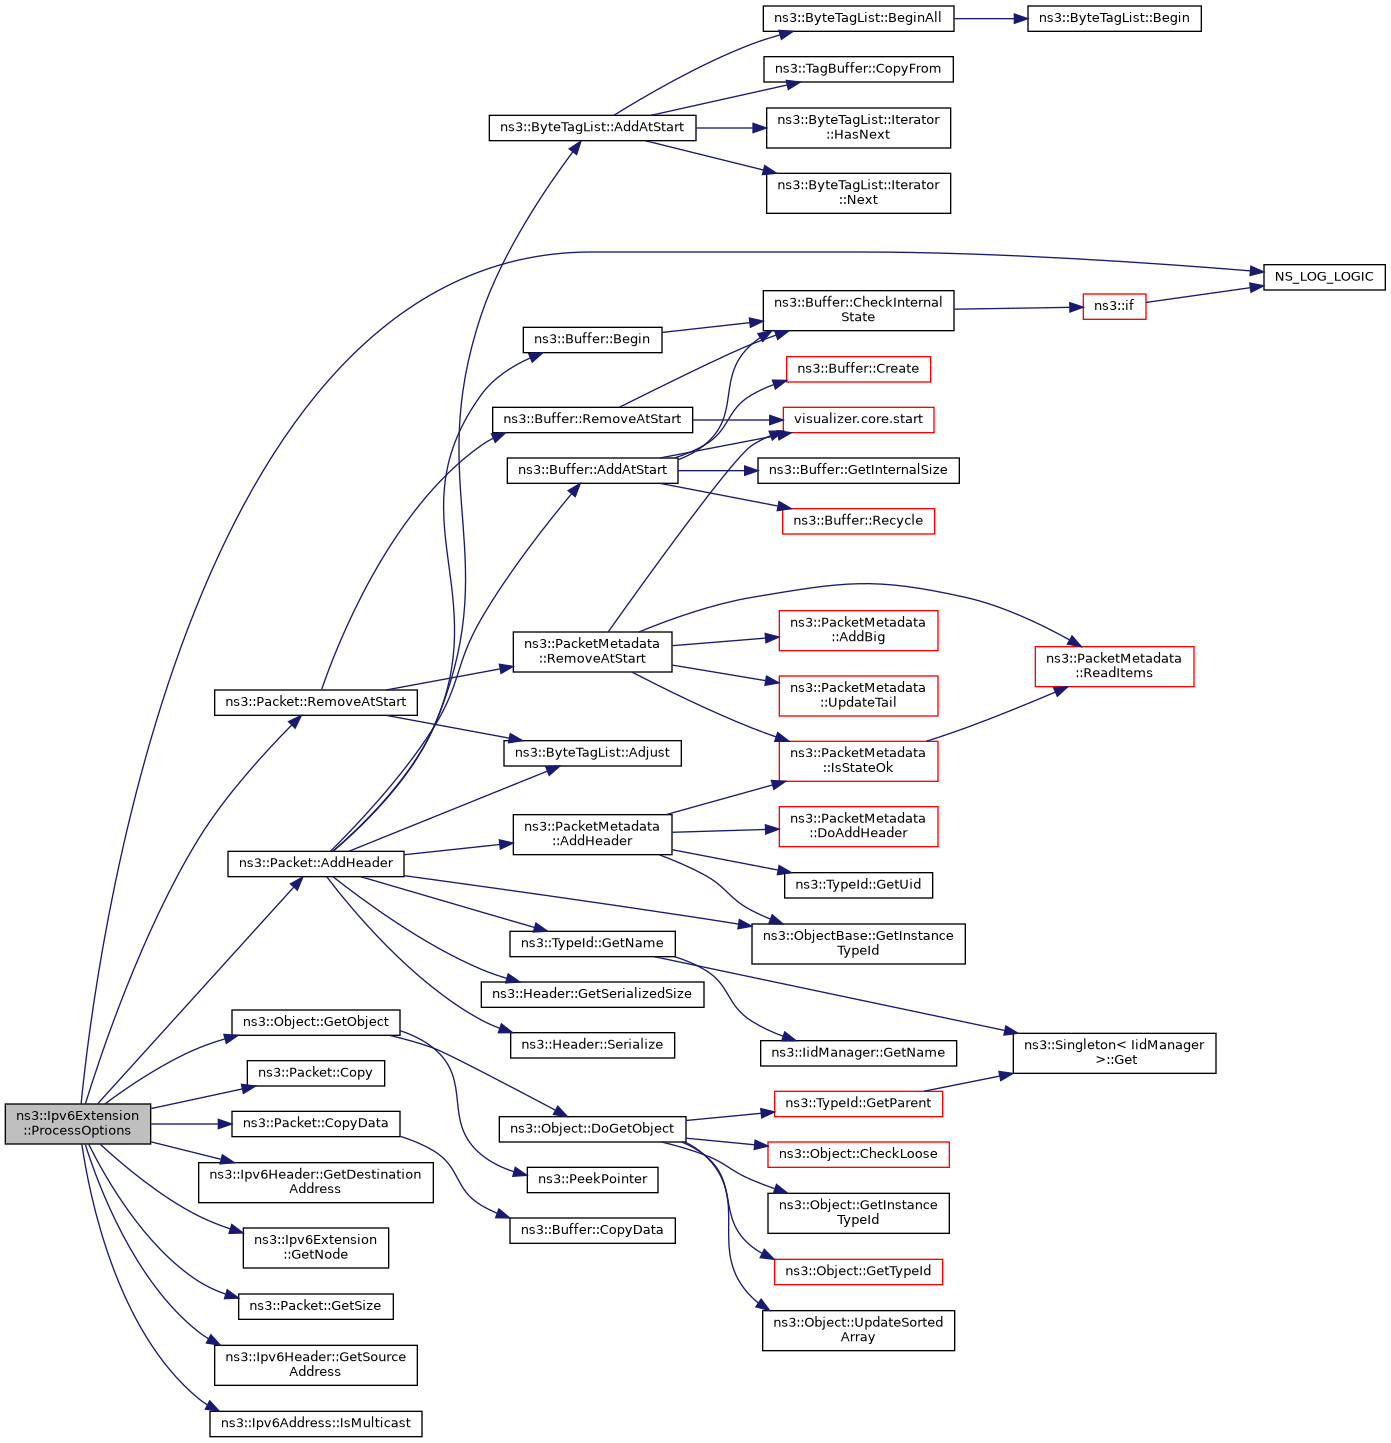 ns3::ByteTagList::BeginAll
ns3::ByteTagList::Begin
ns3::TagBuffer::CopyFrom
ns3::ByteTagList::AddAtStart
ns3::ByteTagList::Iterator
::HasNext
ns3::ByteTagList::Iterator
::Next
NS_LOG_LOGIC
ns3::Buffer::CheckInternal
State
ns3::if
ns3::Buffer::Begin
ns3::Buffer::Create
ns3::Buffer::RemoveAtStart
visualizer.core.start
ns3::Buffer::AddAtStart
ns3::Buffer::GetInternalSize
ns3::Buffer::Recycle
ns3::PacketMetadata
::RemoveAtStart
ns3::PacketMetadata
::AddBig
ns3::PacketMetadata
::ReadItems
ns3::Packet::RemoveAtStart
ns3::PacketMetadata
::UpdateTail
ns3::ByteTagList::Adjust
ns3::PacketMetadata
::IsStateOk
ns3::PacketMetadata
::AddHeader
ns3::PacketMetadata
::DoAddHeader
ns3::Packet::AddHeader
ns3::TypeId::GetUid
ns3::TypeId::GetName
ns3::ObjectBase::GetInstance
TypeId
ns3::Header::GetSerializedSize
ns3::Object::GetObject
ns3::Header::Serialize
ns3::IidManager::GetName
ns3::Singleton< IidManager
>::Get
ns3::Packet::Copy
ns3::Ipv6Extension
::ProcessOptions
ns3::Packet::CopyData
ns3::Object::DoGetObject
ns3::TypeId::GetParent
ns3::Object::CheckLoose
ns3::Ipv6Header::GetDestination
Address
ns3::PeekPointer
ns3::Object::GetInstance
TypeId
ns3::Buffer::CopyData
ns3::Ipv6Extension
::GetNode
ns3::Object::GetTypeId
ns3::Packet::GetSize
ns3::Object::UpdateSorted
Array
ns3::Ipv6Header::GetSource
Address
ns3::Ipv6Address::IsMulticast